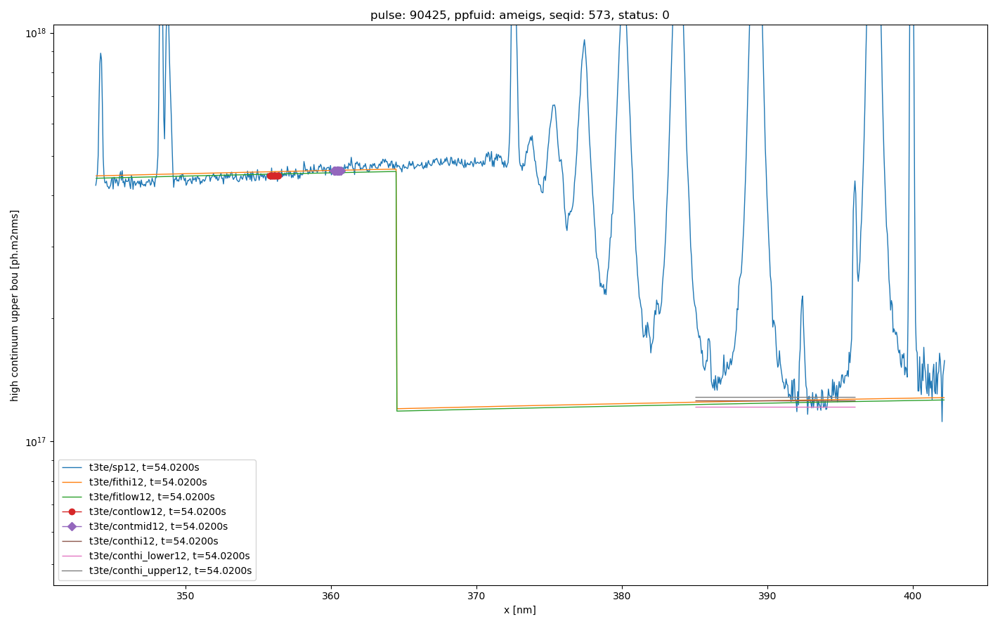 pulse: 90425, ppfuid: ameigs, seqid: 573, status: 0
high continuum upper bou [ph.m2nms]
10^18
10^17
t3te/sp12, t=54.0200s
t3te/fithi12, t=54.0200s
t3te/fitlow12, t=54.0200s
t3te/contlow12, t=54.0200s
t3te/contmid12, t=54.0200s
t3te/conthi12, t=54.0200s
t3te/conthi_lower12, t=54.0200s
t3te/conthi_upper12, t=54.0200s
350 360 370 380 390 400
x [nm]